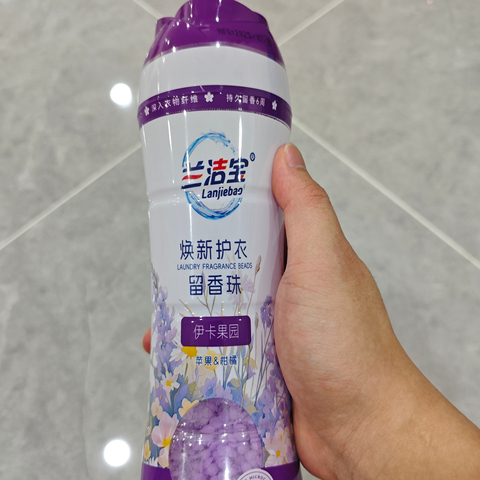 深入衣物纤维 持久留香6周
兰洁宝®
Lanjiebao
焕新护衣
LAUNDRY FRAGRANCE BEADS
留香珠
伊卡果园
苹果&柑橘